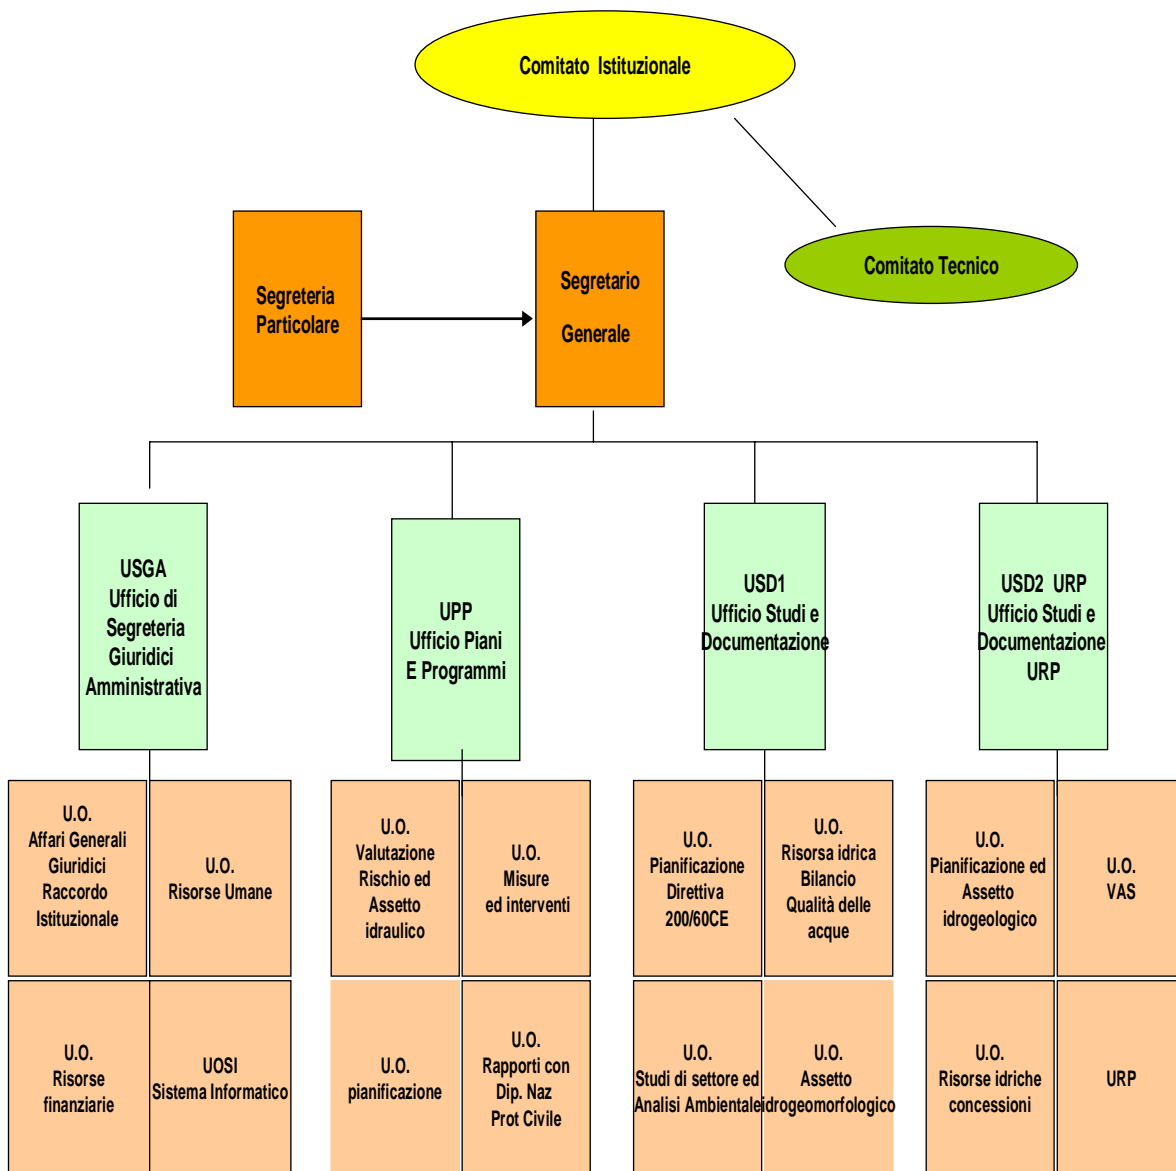 Comitato Istituzionale
Comitato Tecnico
Segreteria
Particolare
Segretario
Generale
USGA
Ufficio di
Segreteria
Giuridici
Amministrativa
UPP
Ufficio Piani
E Programmi
USD1
Ufficio Studi e
Documentazione
USD2 URP
Ufficio Studi e
Documentazione
URP
U.O.
Affari Generali
Giuridici
Raccordo
Istituzionale
U.O.
Risorse Umane
U.O.
Valutazione
Rischio ed
Assetto
idraulico
U.O.
Misure
ed interventi
U.O.
Pianificazione
Direttiva
200/60CE
U.O.
Risorsa idrica
Bilancio
Qualità delle
acque
U.O.
Pianificazione ed
Assetto
idrogeologico
U.O.
VAS
U.O.
Risorse
finanziarie
UOSI
Sistema Informatico
U.O.
pianificazione
U.O.
Rapporti con
Dip. Naz
Prot Civile
U.O.
Studi di settore ed
Analisi Ambientale
U.O.
Assetto
idrogeomorfologico
U.O.
Risorse idriche
concessioni
URP